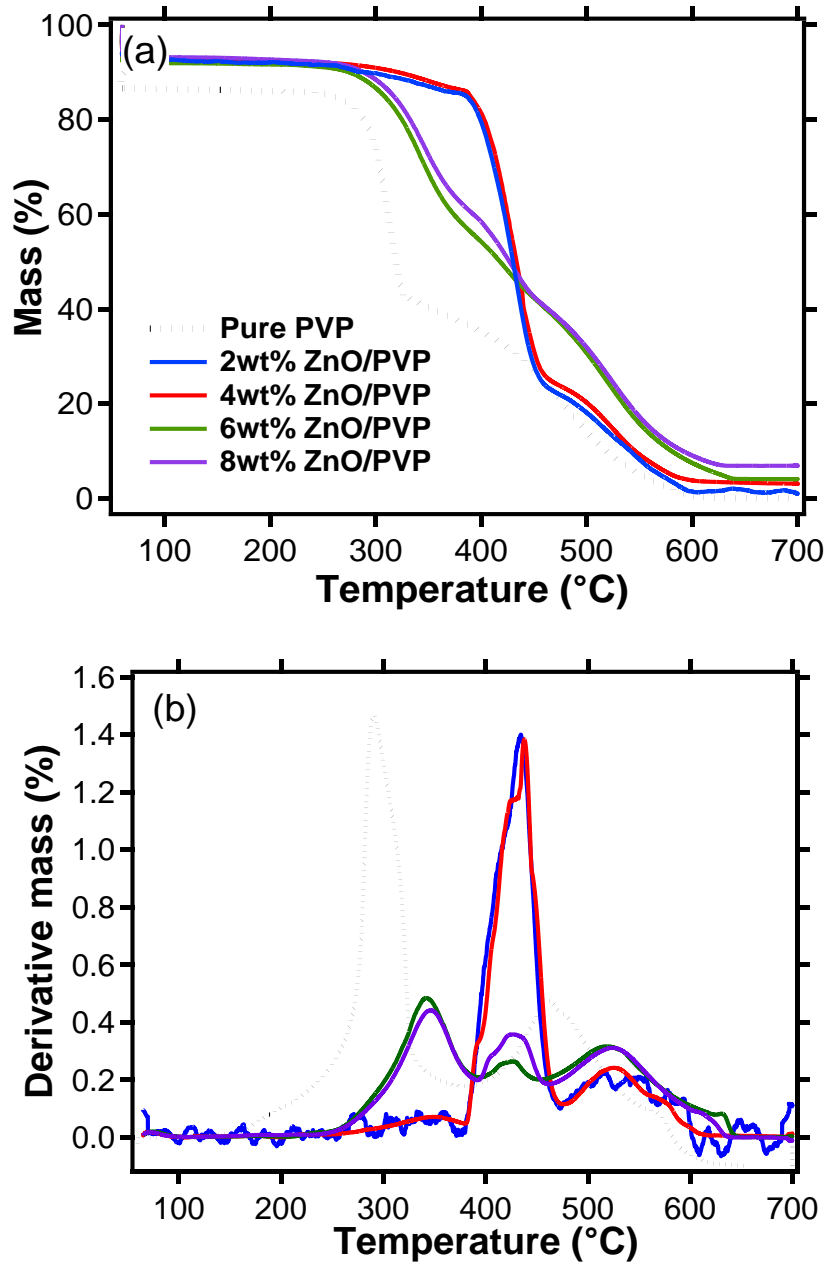 (a)
100
80
60
40
20
0
Mass (%)
Pure PVP
2wt% ZnO/PVP
4wt% ZnO/PVP
6wt% ZnO/PVP
8wt% ZnO/PVP
100 200 300 400 500 600 700
Temperature (°C)
(b)
1.6
1.4
1.2
1.0
0.8
0.6
0.4
0.2
0.0
Derivative mass (%)
100 200 300 400 500 600 700
Temperature (°C)